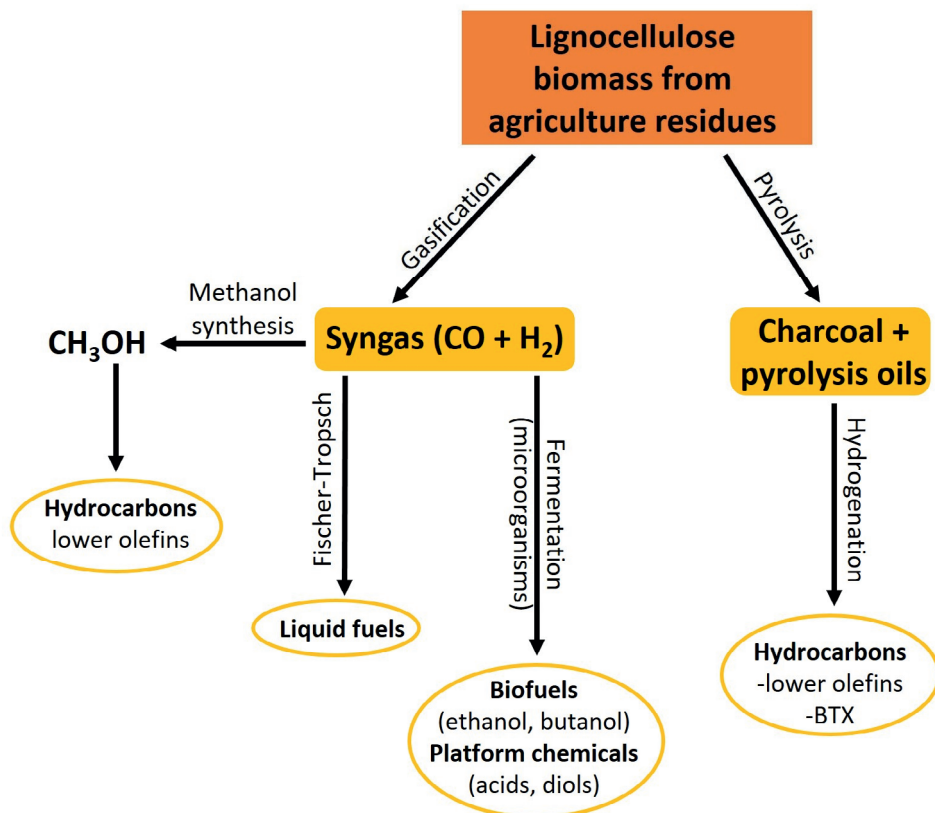 Lignocellulose
biomass from
agriculture residues
Gasification
Pyrolysis
Methanol
synthesis
CH₃OH
Syngas (CO + H₂)
Charcoal +
pyrolysis oils
Fischer-Tropsch
Fermentation
(microorganisms)
Hydrogenation
Hydrocarbons
lower olefins
Liquid fuels
Biofuels
(ethanol, butanol)
Platform chemicals
(acids, diols)
Hydrocarbons
-lower olefins
-BTX